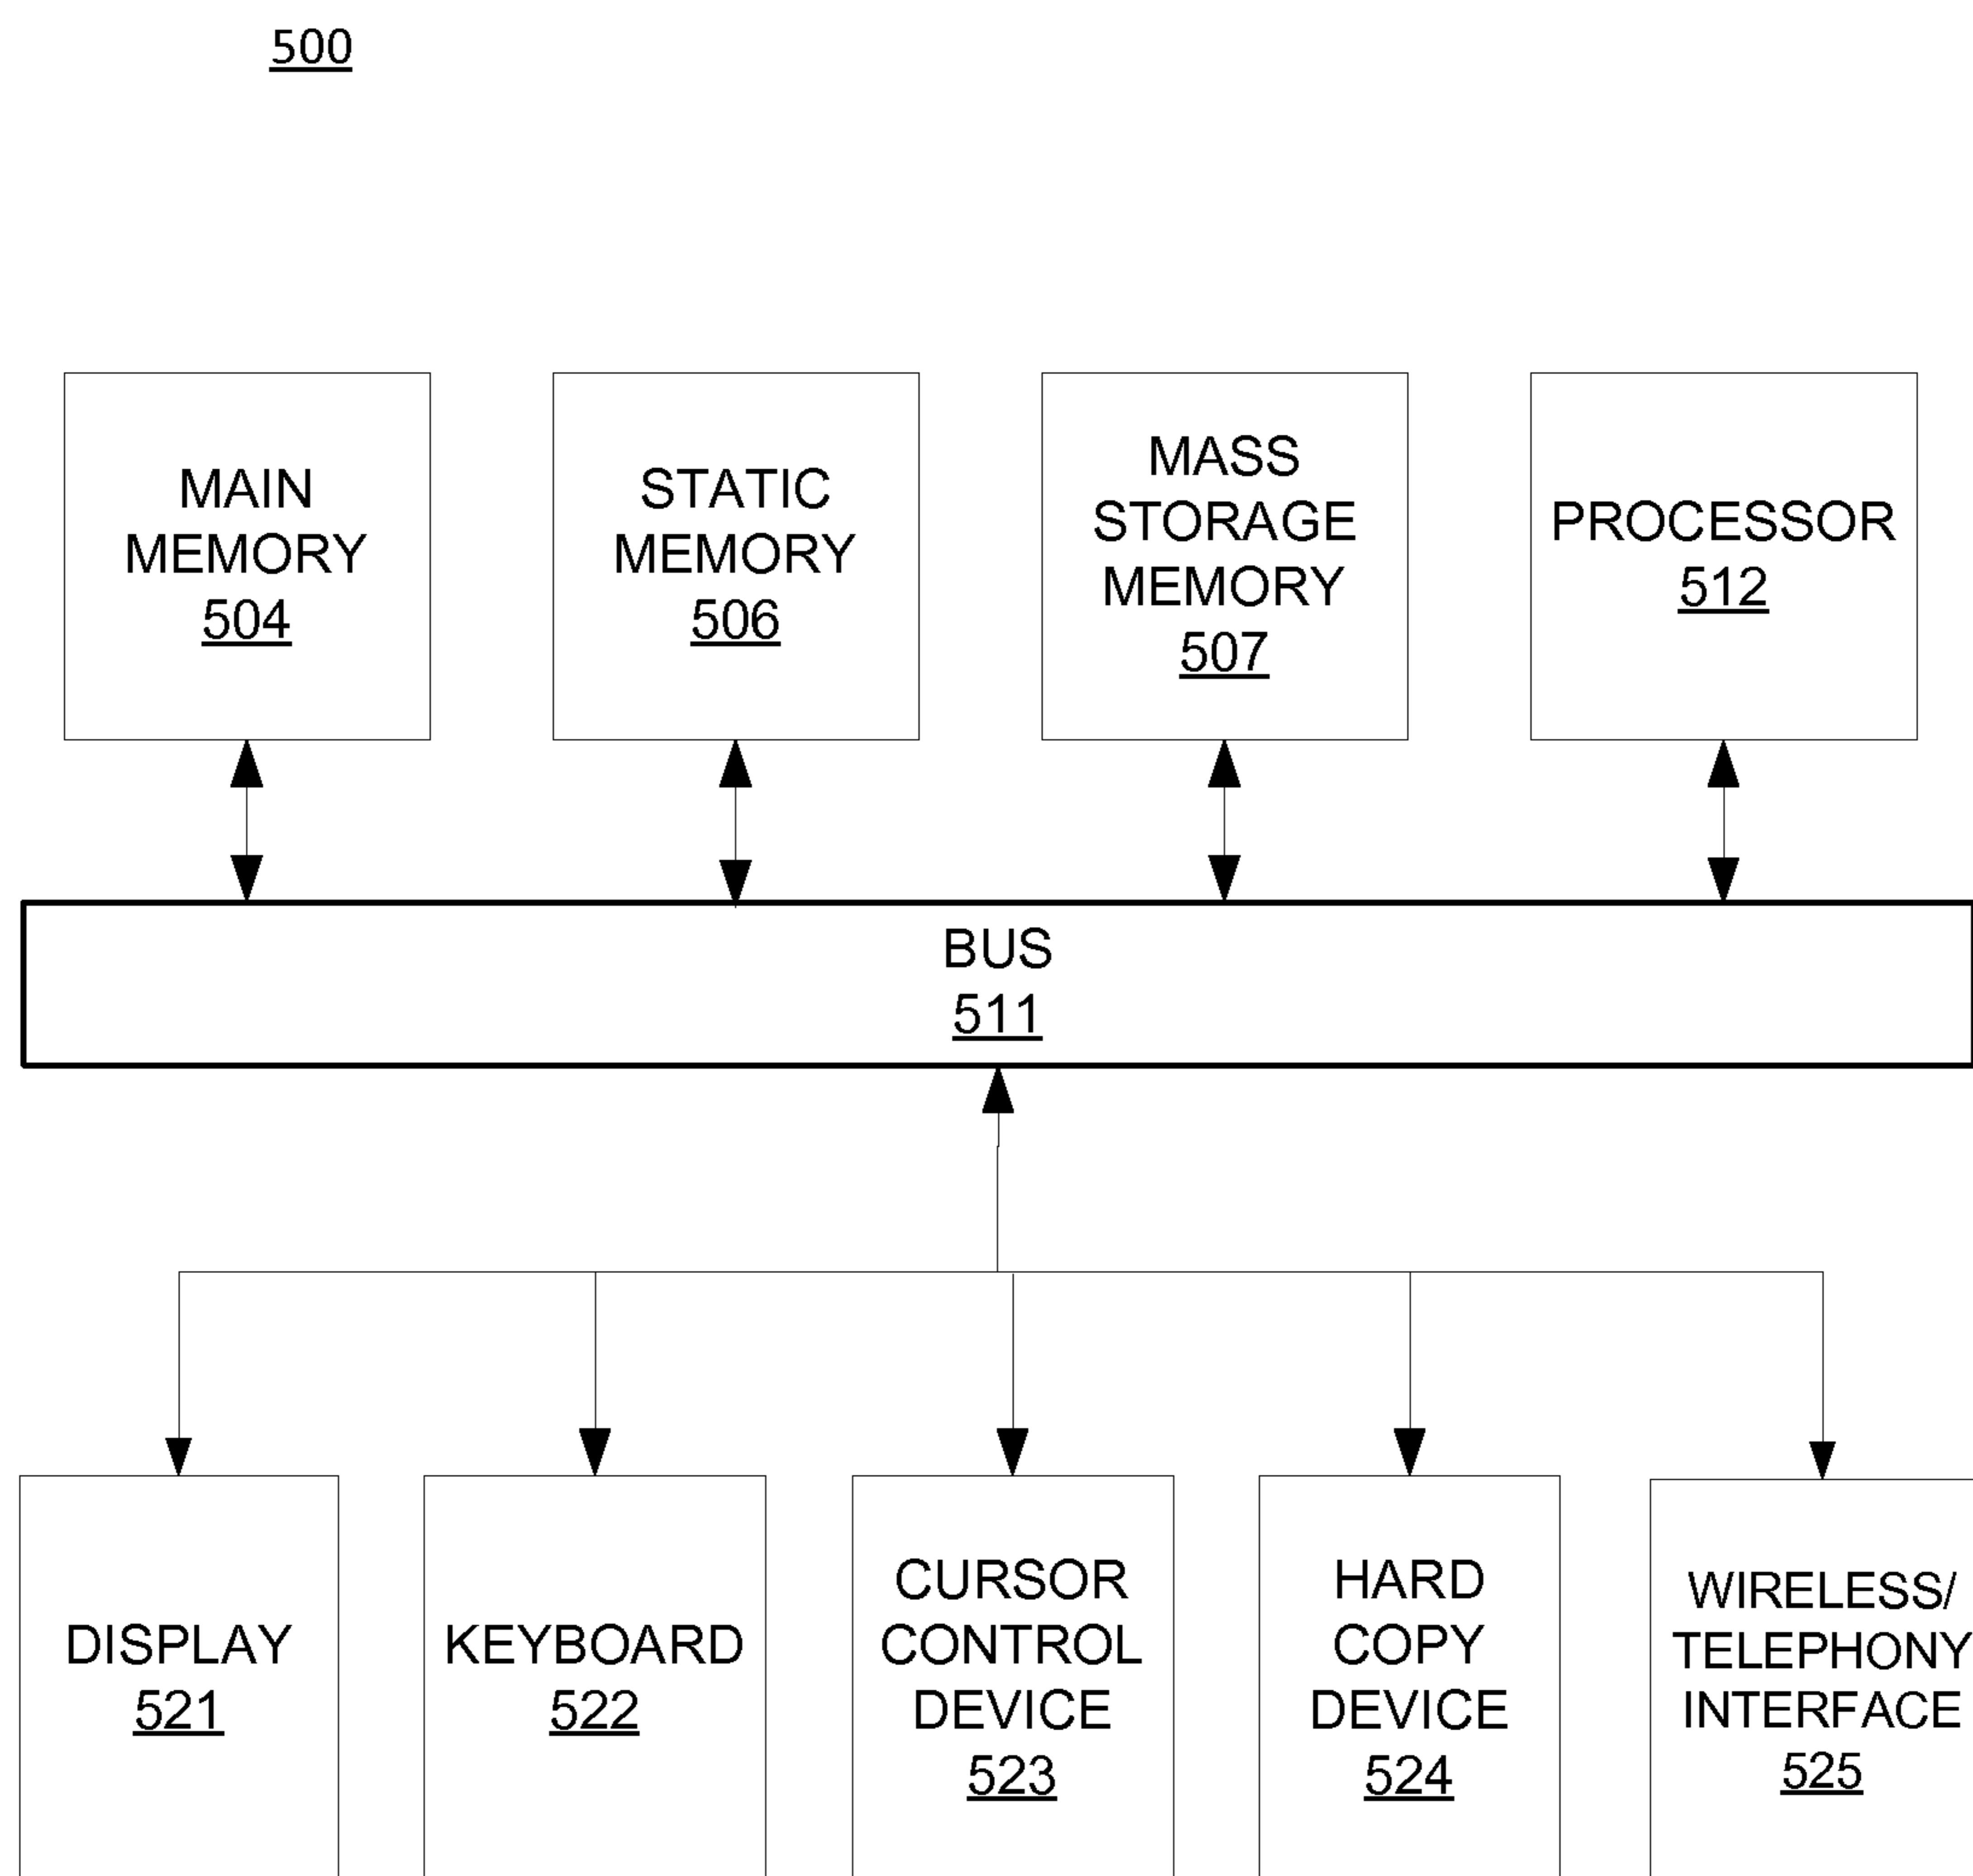 500
MAIN
MEMORY
504
STATIC
MEMORY
506
MASS
STORAGE
MEMORY
507
PROCESSOR
512
BUS
511
DISPLAY
521
KEYBOARD
522
CURSOR
CONTROL
DEVICE
523
HARD
COPY
DEVICE
524
WIRELESS/
TELEPHONY
INTERFACE
525